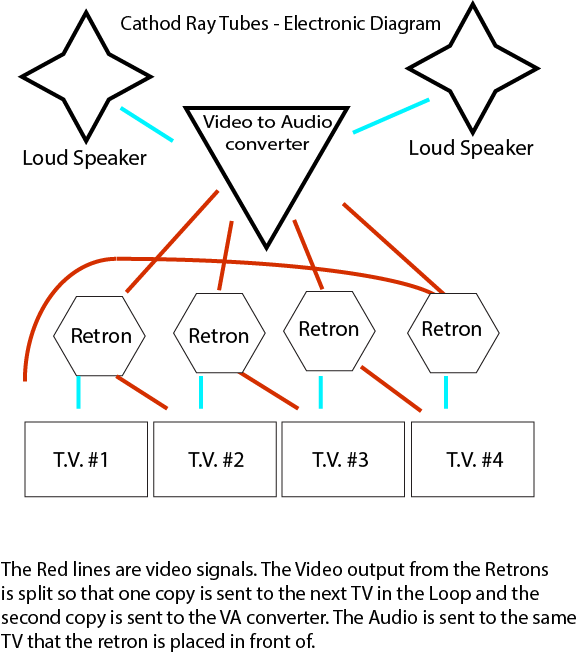 Cathod Ray Tubes - Electronic Diagram
Video to Audio
converter
Loud Speaker
Loud Speaker
Retron
Retron
Retron
Retron
T.V. #1
T.V. #2
T.V. #3
T.V. #4
The Red lines are video signals. The Video output from the Retrons
is split so that one copy is sent to the next TV in the Loop and the
second copy is sent to the VA converter. The Audio is sent to the same
TV that the retron is placed in front of.